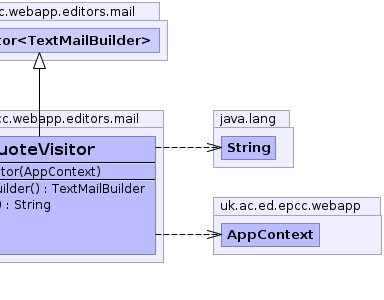 c.webapp.editors.mail
tor<TextMailBuilder>
cc.webapp.editors.mail
uoteVisitor
itor(AppContext)
uilder() : TextMailBuilder
) : String
java.lang
String
uk.ac.ed.epcc.webapp
AppContext